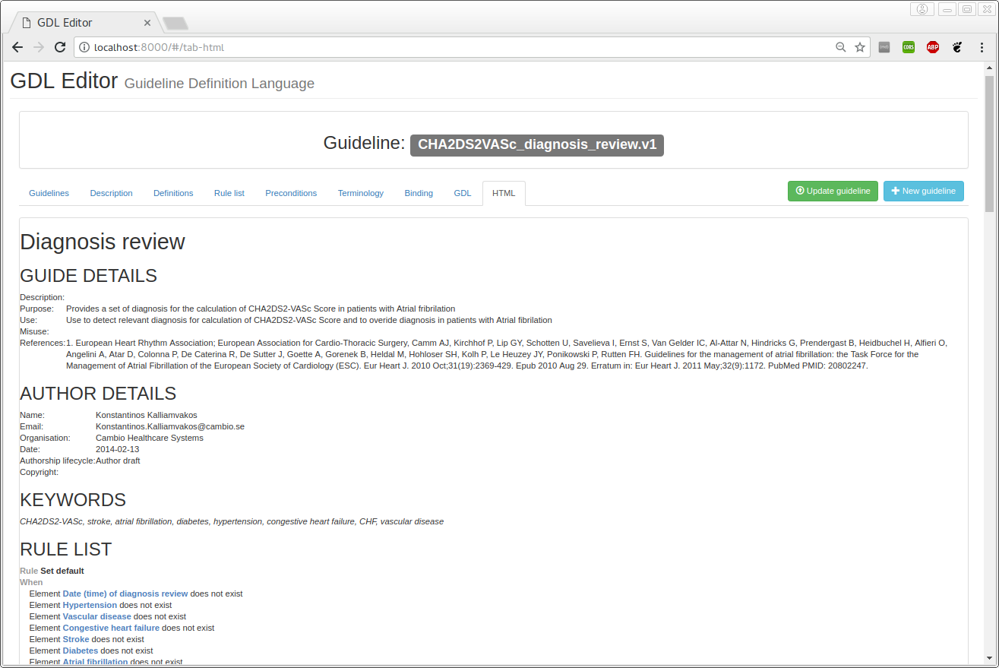 GDL Editor
localhost:8000/#/tab-html
CORS
ABP
GDL Editor Guideline Definition Language
Guideline: CHA2DS2VASc_diagnosis_review.v1
Guidelines Description Definitions Rule list Preconditions Terminology Binding GDL HTML Update guideline New guideline
Diagnosis review
GUIDE DETAILS
Description:
Purpose: Provides a set of diagnosis for the calculation of CHA2DS2-VASc Score in patients with Atrial fribrilation
Use: Use to detect relevant diagnosis for calculation of CHA2DS2-VASc Score and to overide diagnosis in patients with Atrial fibrilation
Misuse:
References:1. European Heart Rhythm Association; European Association for Cardio-Thoracic Surgery, Camm AJ, Kirchhof P, Lip GY, Schotten U, Savelieva I, Ernst S, Van Gelder IC, Al-Attar N, Hindricks G, Prendergast B, Heidbuchel H, Alfieri O,
Angelini A, Atar D, Colonna P, De Caterina R, De Sutter J, Goette A, Gorenek B, Heldal M, Hohloser SH, Kolh P, Le Heuzey JY, Ponikowski P, Rutten FH. Guidelines for the management of atrial fibrillation: the Task Force for the
Management of Atrial Fibrillation of the European Society of Cardiology (ESC). Eur Heart J. 2010 Oct;31(19):2369-429. Epub 2010 Aug 29. Erratum in: Eur Heart J. 2011 May;32(9):1172. PubMed PMID: 20802247.
AUTHOR DETAILS
Name: Konstantinos Kalliamvakos
Email: Konstantinos.Kalliamvakos@cambio.se
Organisation: Cambio Healthcare Systems
Date: 2014-02-13
Authorship lifecycle:Author draft
Copyright:
KEYWORDS
CHA2DS2-VASc, stroke, atrial fibrillation, diabetes, hypertension, congestive heart failure, CHF, vascular disease
RULE LIST
Rule Set default
When
Element Date (time) of diagnosis review does not exist
Element Hypertension does not exist
Element Vascular disease does not exist
Element Congestive heart failure does not exist
Element Stroke does not exist
Element Diabetes does not exist
Element Atrial fibrillation does not exist